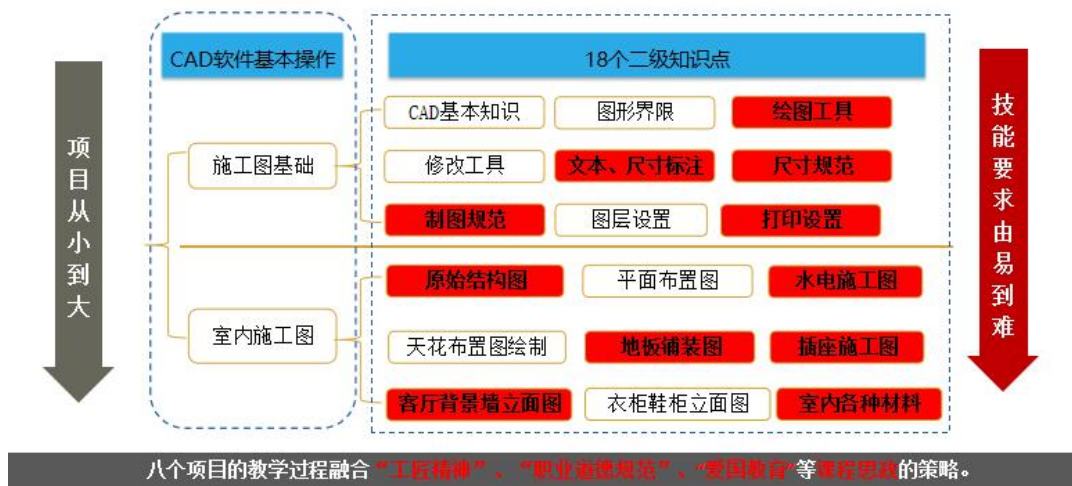 CAD软件基本操作
18个二级知识点
项目从小到大
施工图基础
CAD基本知识
图形界限
绘图工具
修改工具
文本、尺寸标注
尺寸规范
制图规范
图层设置
打印设置
室内施工图
原始结构图
平面布置图
水电施工图
天花布置图绘制
地板铺装图
插座施工图
客厅背景墙立面图
衣柜鞋柜立面图
室内各种材料
技能要求由易到难
八个项目的教学过程融合“工匠精神”、“职业道德规范”、“爱国教育”等课程思政的策略。